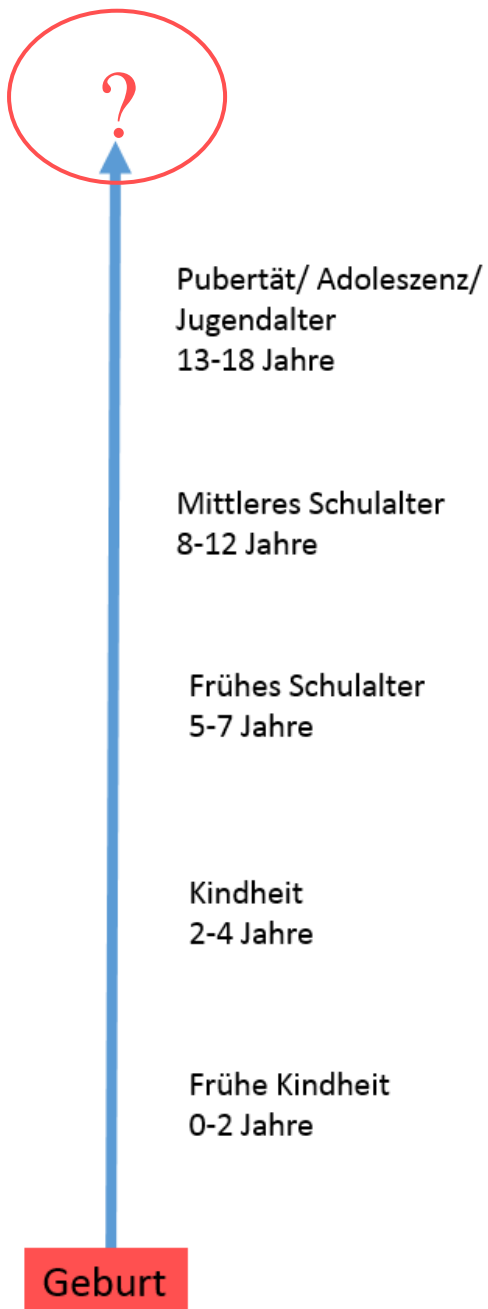 ?
Pubertät/ Adoleszenz/
Jugendalter
13-18 Jahre
Mittleres Schulalter
8-12 Jahre
Frühes Schulalter
5-7 Jahre
Kindheit
2-4 Jahre
Frühe Kindheit
0-2 Jahre
Geburt